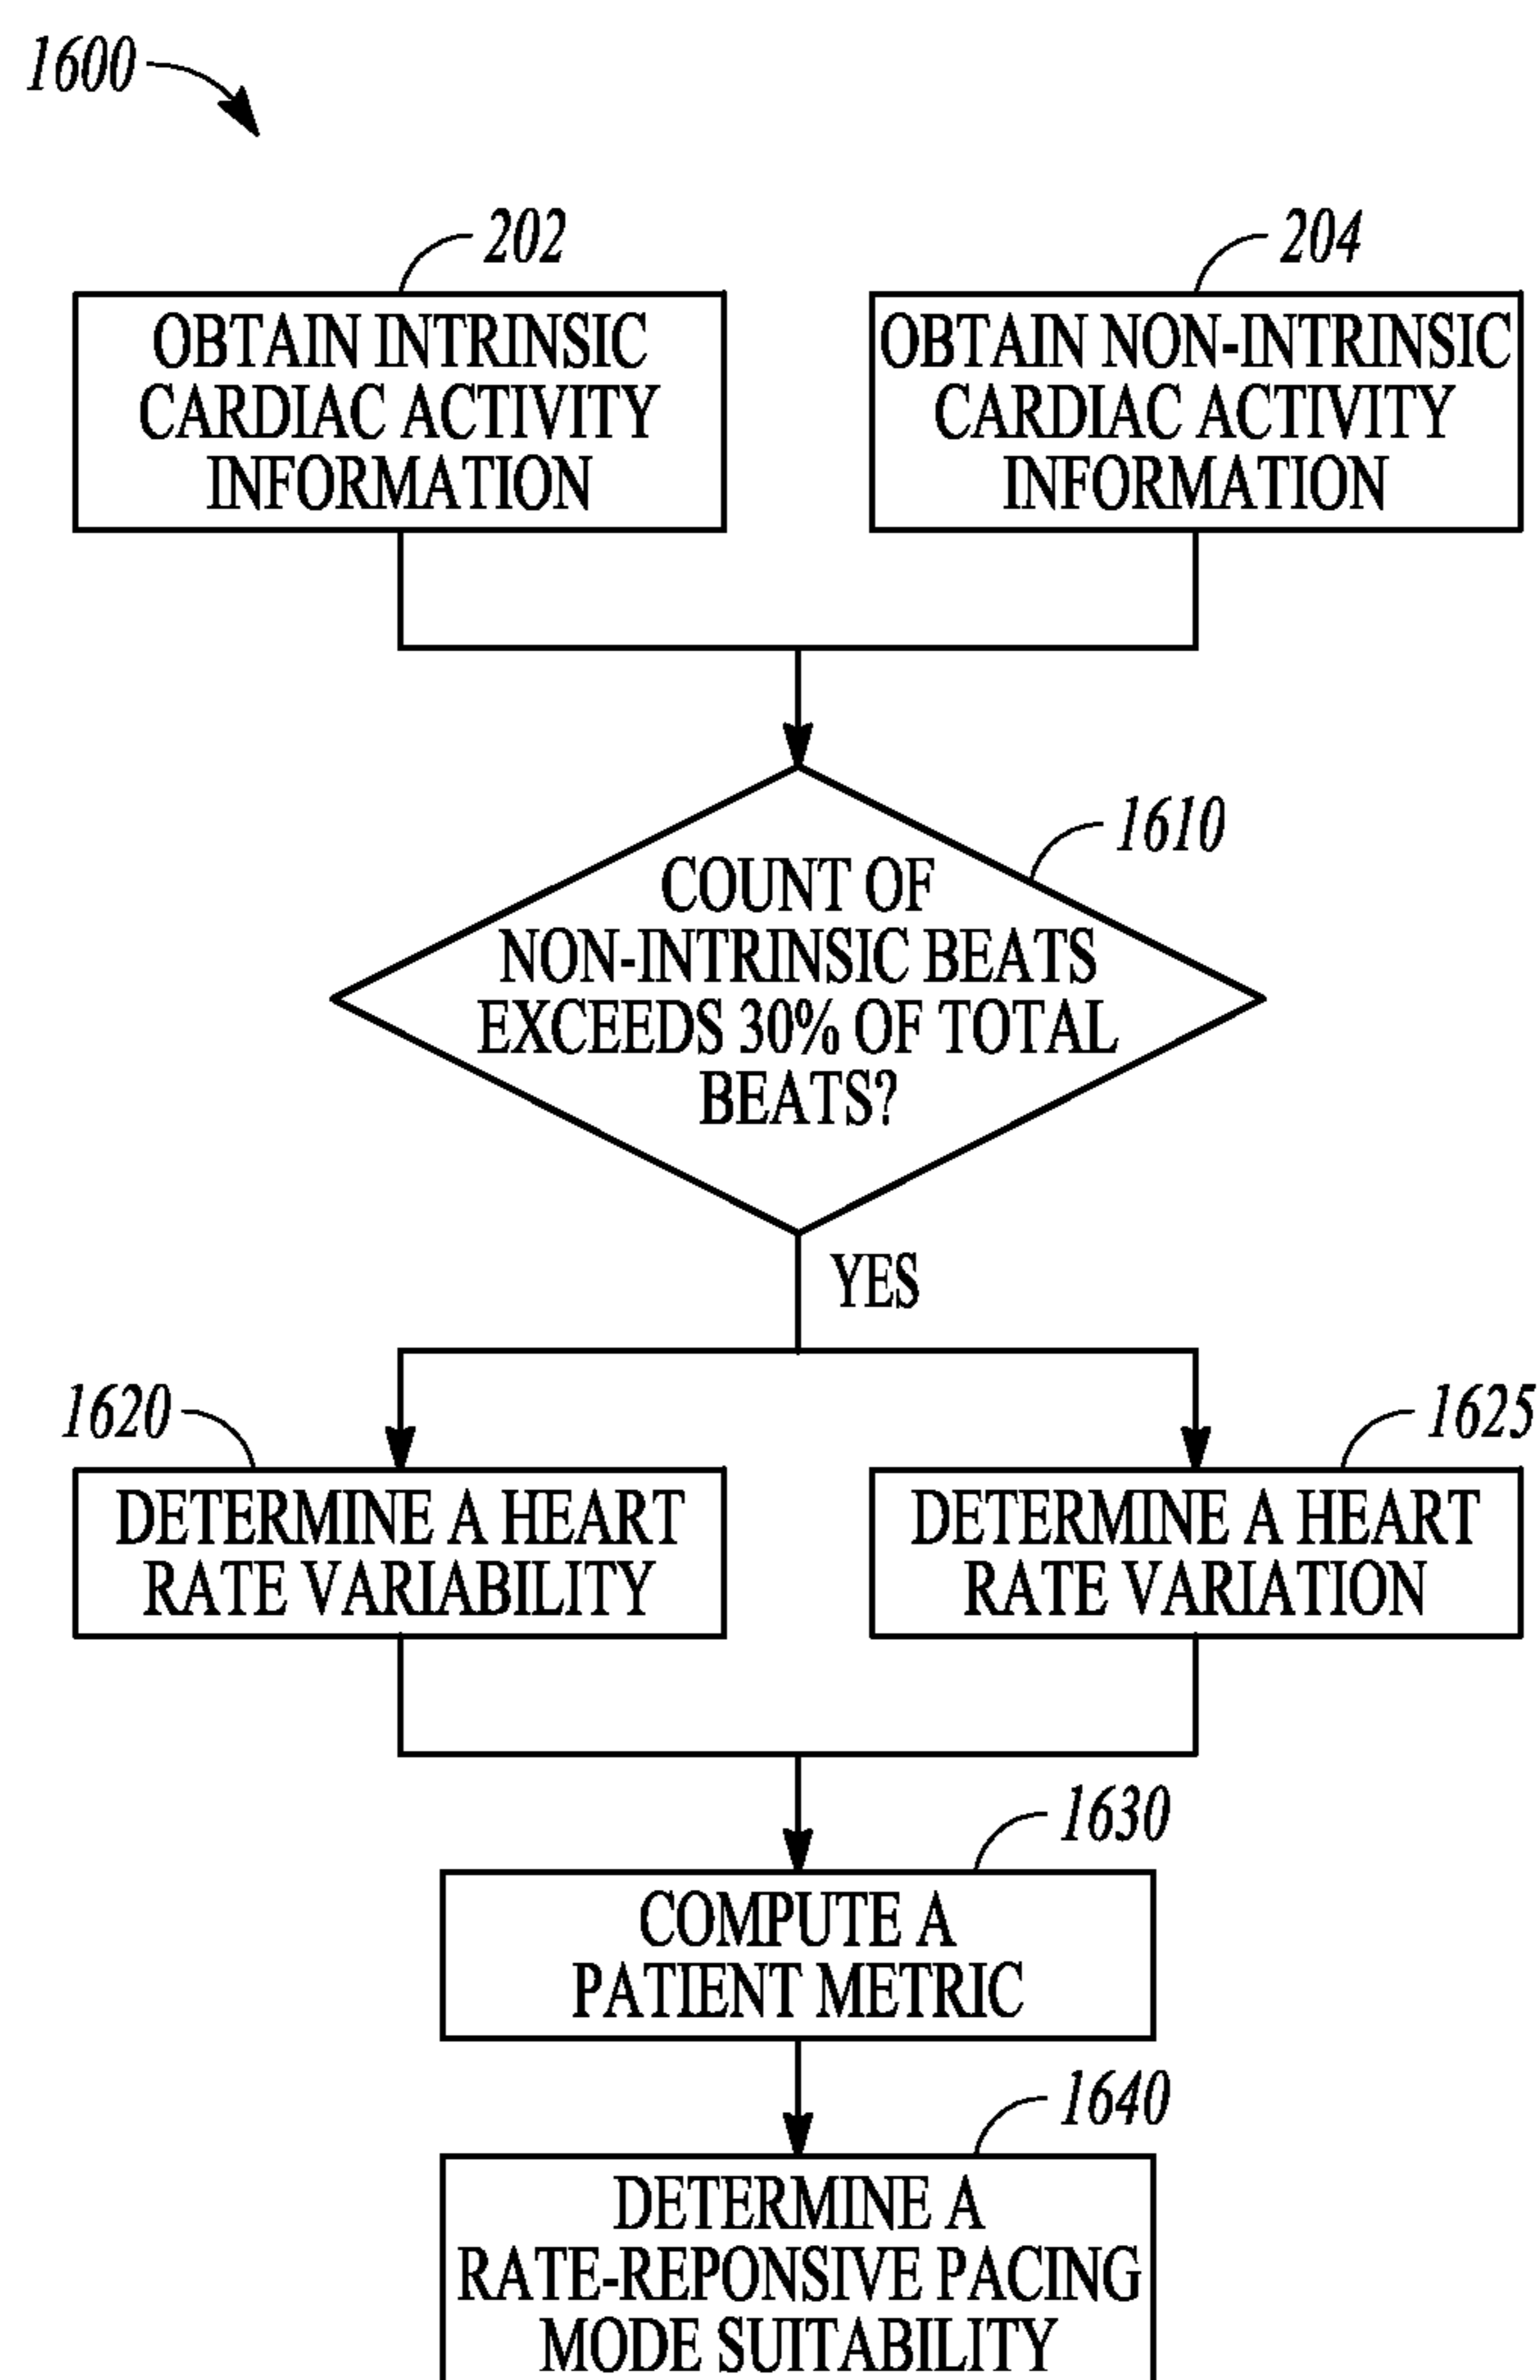 1600
202
204
OBTAIN INTRINSIC
CARDIAC ACTIVITY
INFORMATION
OBTAIN NON-INTRINSIC
CARDIAC ACTIVITY
INFORMATION
1610
COUNT OF
NON-INTRINSIC BEATS
EXCEEDS 30% OF TOTAL
BEATS?
YES
1620
1625
DETERMINE A HEART
RATE VARIABILITY
DETERMINE A HEART
RATE VARIATION
1630
COMPUTE A
PATIENT METRIC
1640
DETERMINE A
RATE-REPONSIVE PACING
MODE SUITABILITY